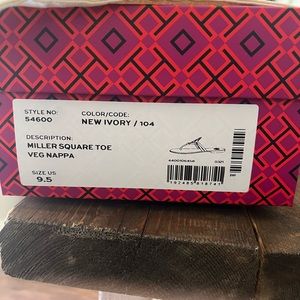 STYLE NO:
54600
COLOR/CODE:
NEW IVORY / 104
DESCRIPTION:
MILLER SQUARE TOE
VEG NAPPA
SIZE US
9.5